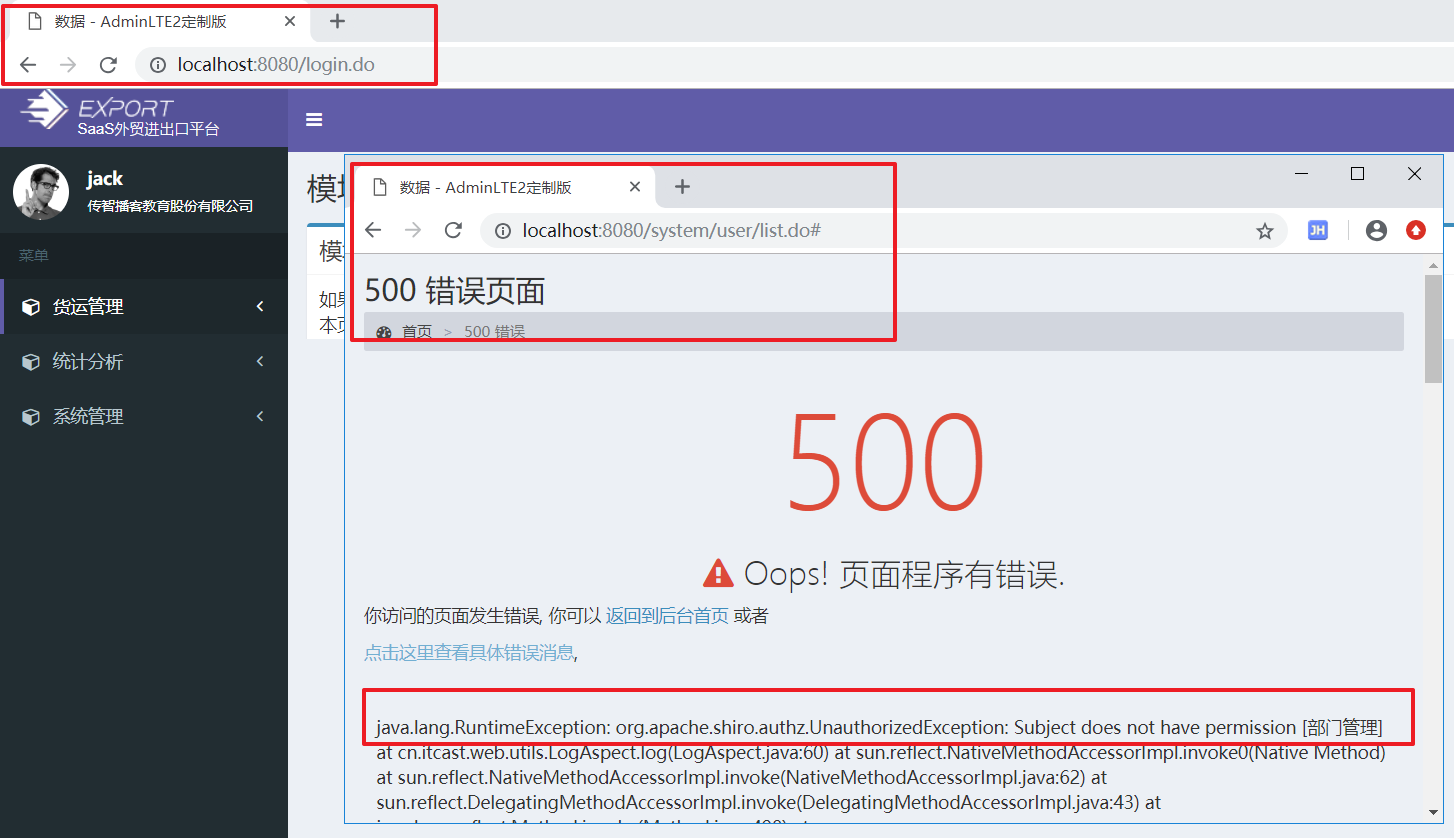 数据 - AdminLTE2定制版
localhost:8080/login.do
EXPORT
SaaS外贸进出口平台
jack
传智播客教育股份有限公司
菜单
货运管理
统计分析
系统管理
模块
模块
如果
本页
数据 - AdminLTE2定制版
localhost:8080/system/user/list.do#
JH
500 错误页面
首页 > 500 错误
500
Oops! 页面程序有错误.
你访问的页面发生错误, 你可以 返回到后台首页 或者
点击这里查看具体错误消息,
java.lang.RuntimeException: org.apache.shiro.authz.UnauthorizedException: Subject does not have permission [部门管理]
at cn.itcast.web.utils.LogAspect.log(LogAspect.java:60) at sun.reflect.NativeMethodAccessorImpl.invoke0(Native Method)
at sun.reflect.NativeMethodAccessorImpl.invoke(NativeMethodAccessorImpl.java:62) at
sun.reflect.DelegatingMethodAccessorImpl.invoke(DelegatingMethodAccessorImpl.java:43) at